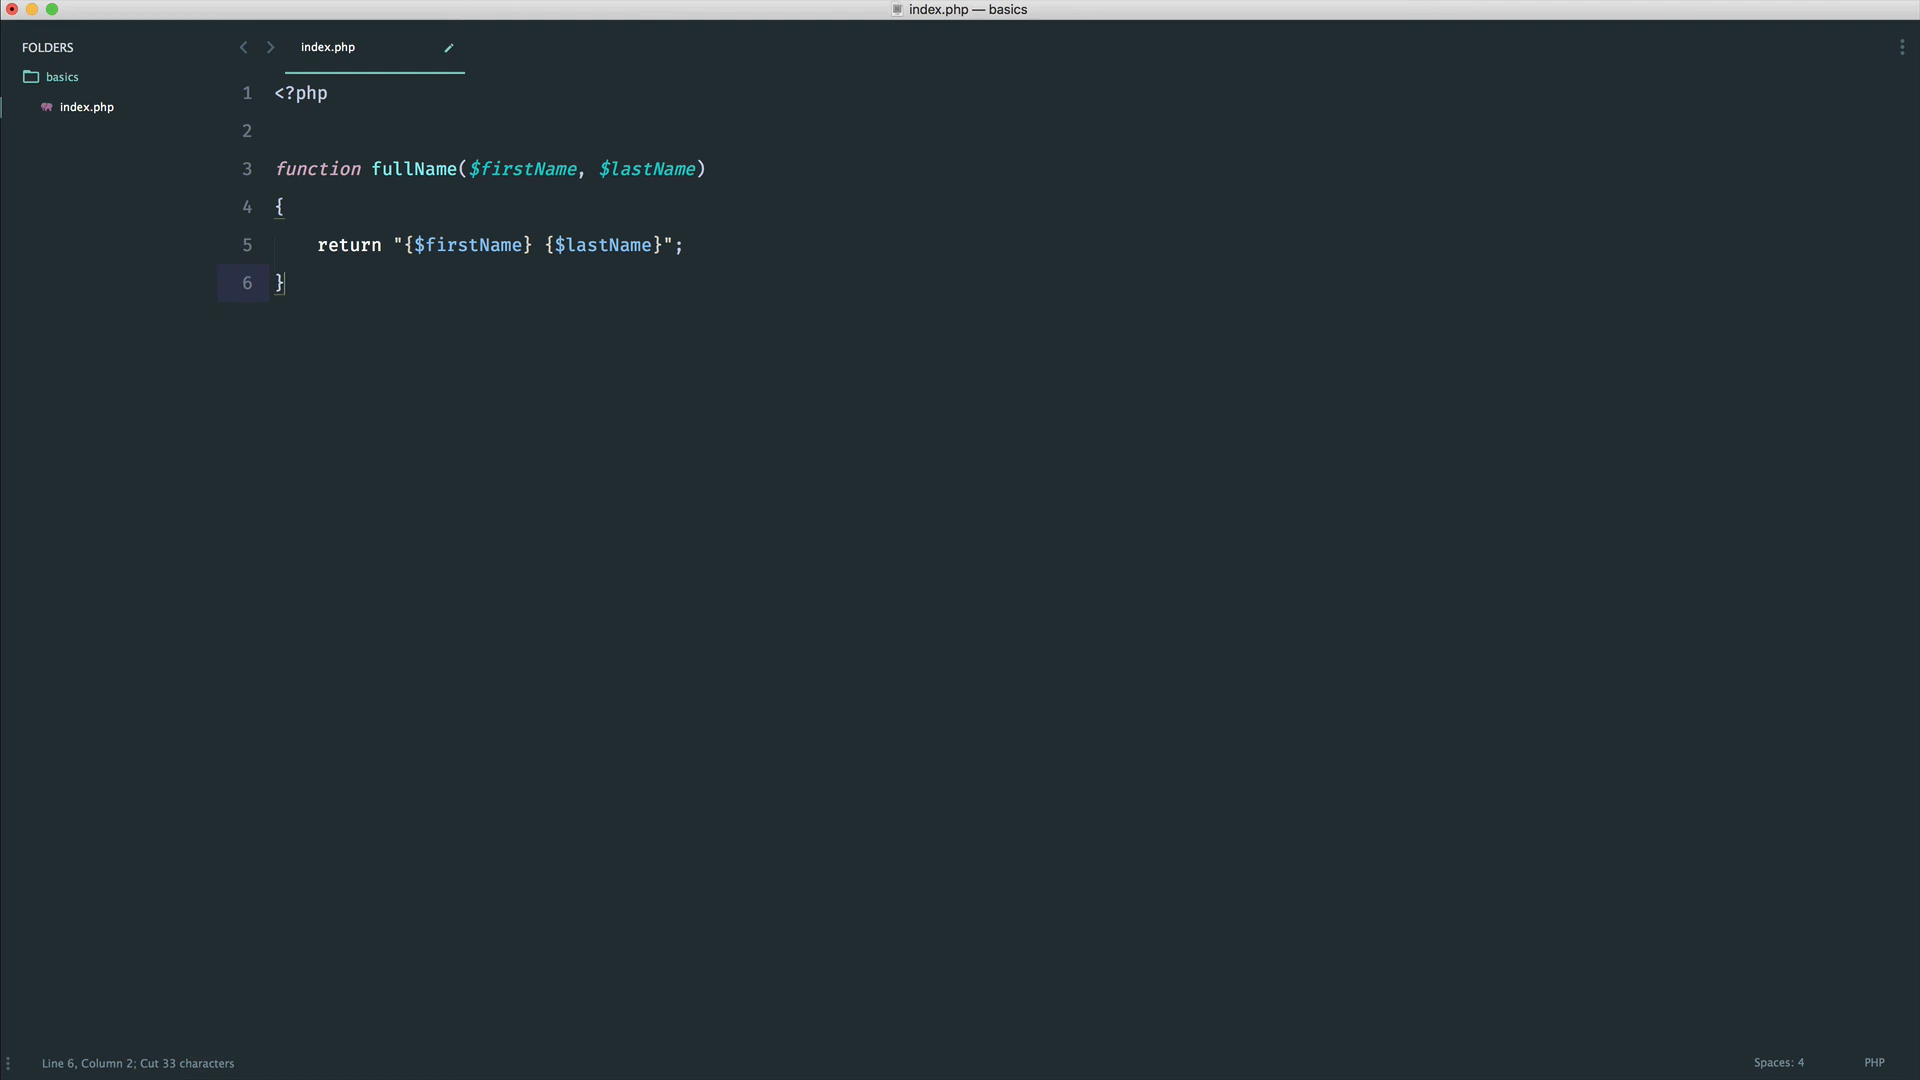 index.php — basics
FOLDERS
basics
index.php
index.php
1 <?php
2
3 function fullName($firstName, $lastName)
4 {
5     return "{$firstName} {$lastName}";
6 }
Line 6, Column 2; Cut 33 characters
Spaces: 4
PHP